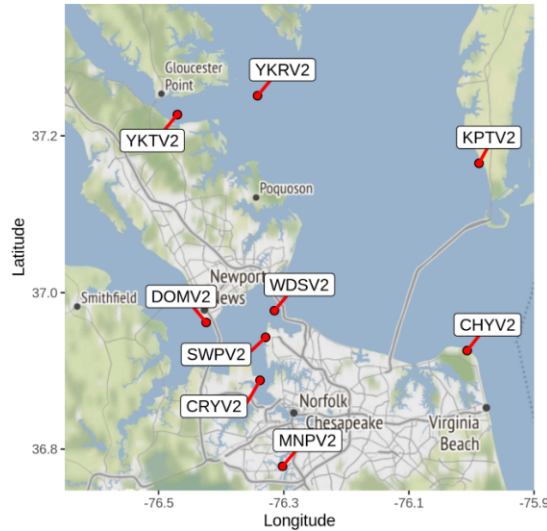 Gloucester
Point
YKRV2
YKTV2
KPTV2
Poquoson
Newport
News
DOMV2
WDSV2
Smithfield
SWPV2
CHYV2
CRYV2
Norfolk
Chesapeake
Virginia
Beach
MNPV2
37.2
37.0
36.8
Latitude
-76.5
-76.3
-76.1
-75.9
Longitude